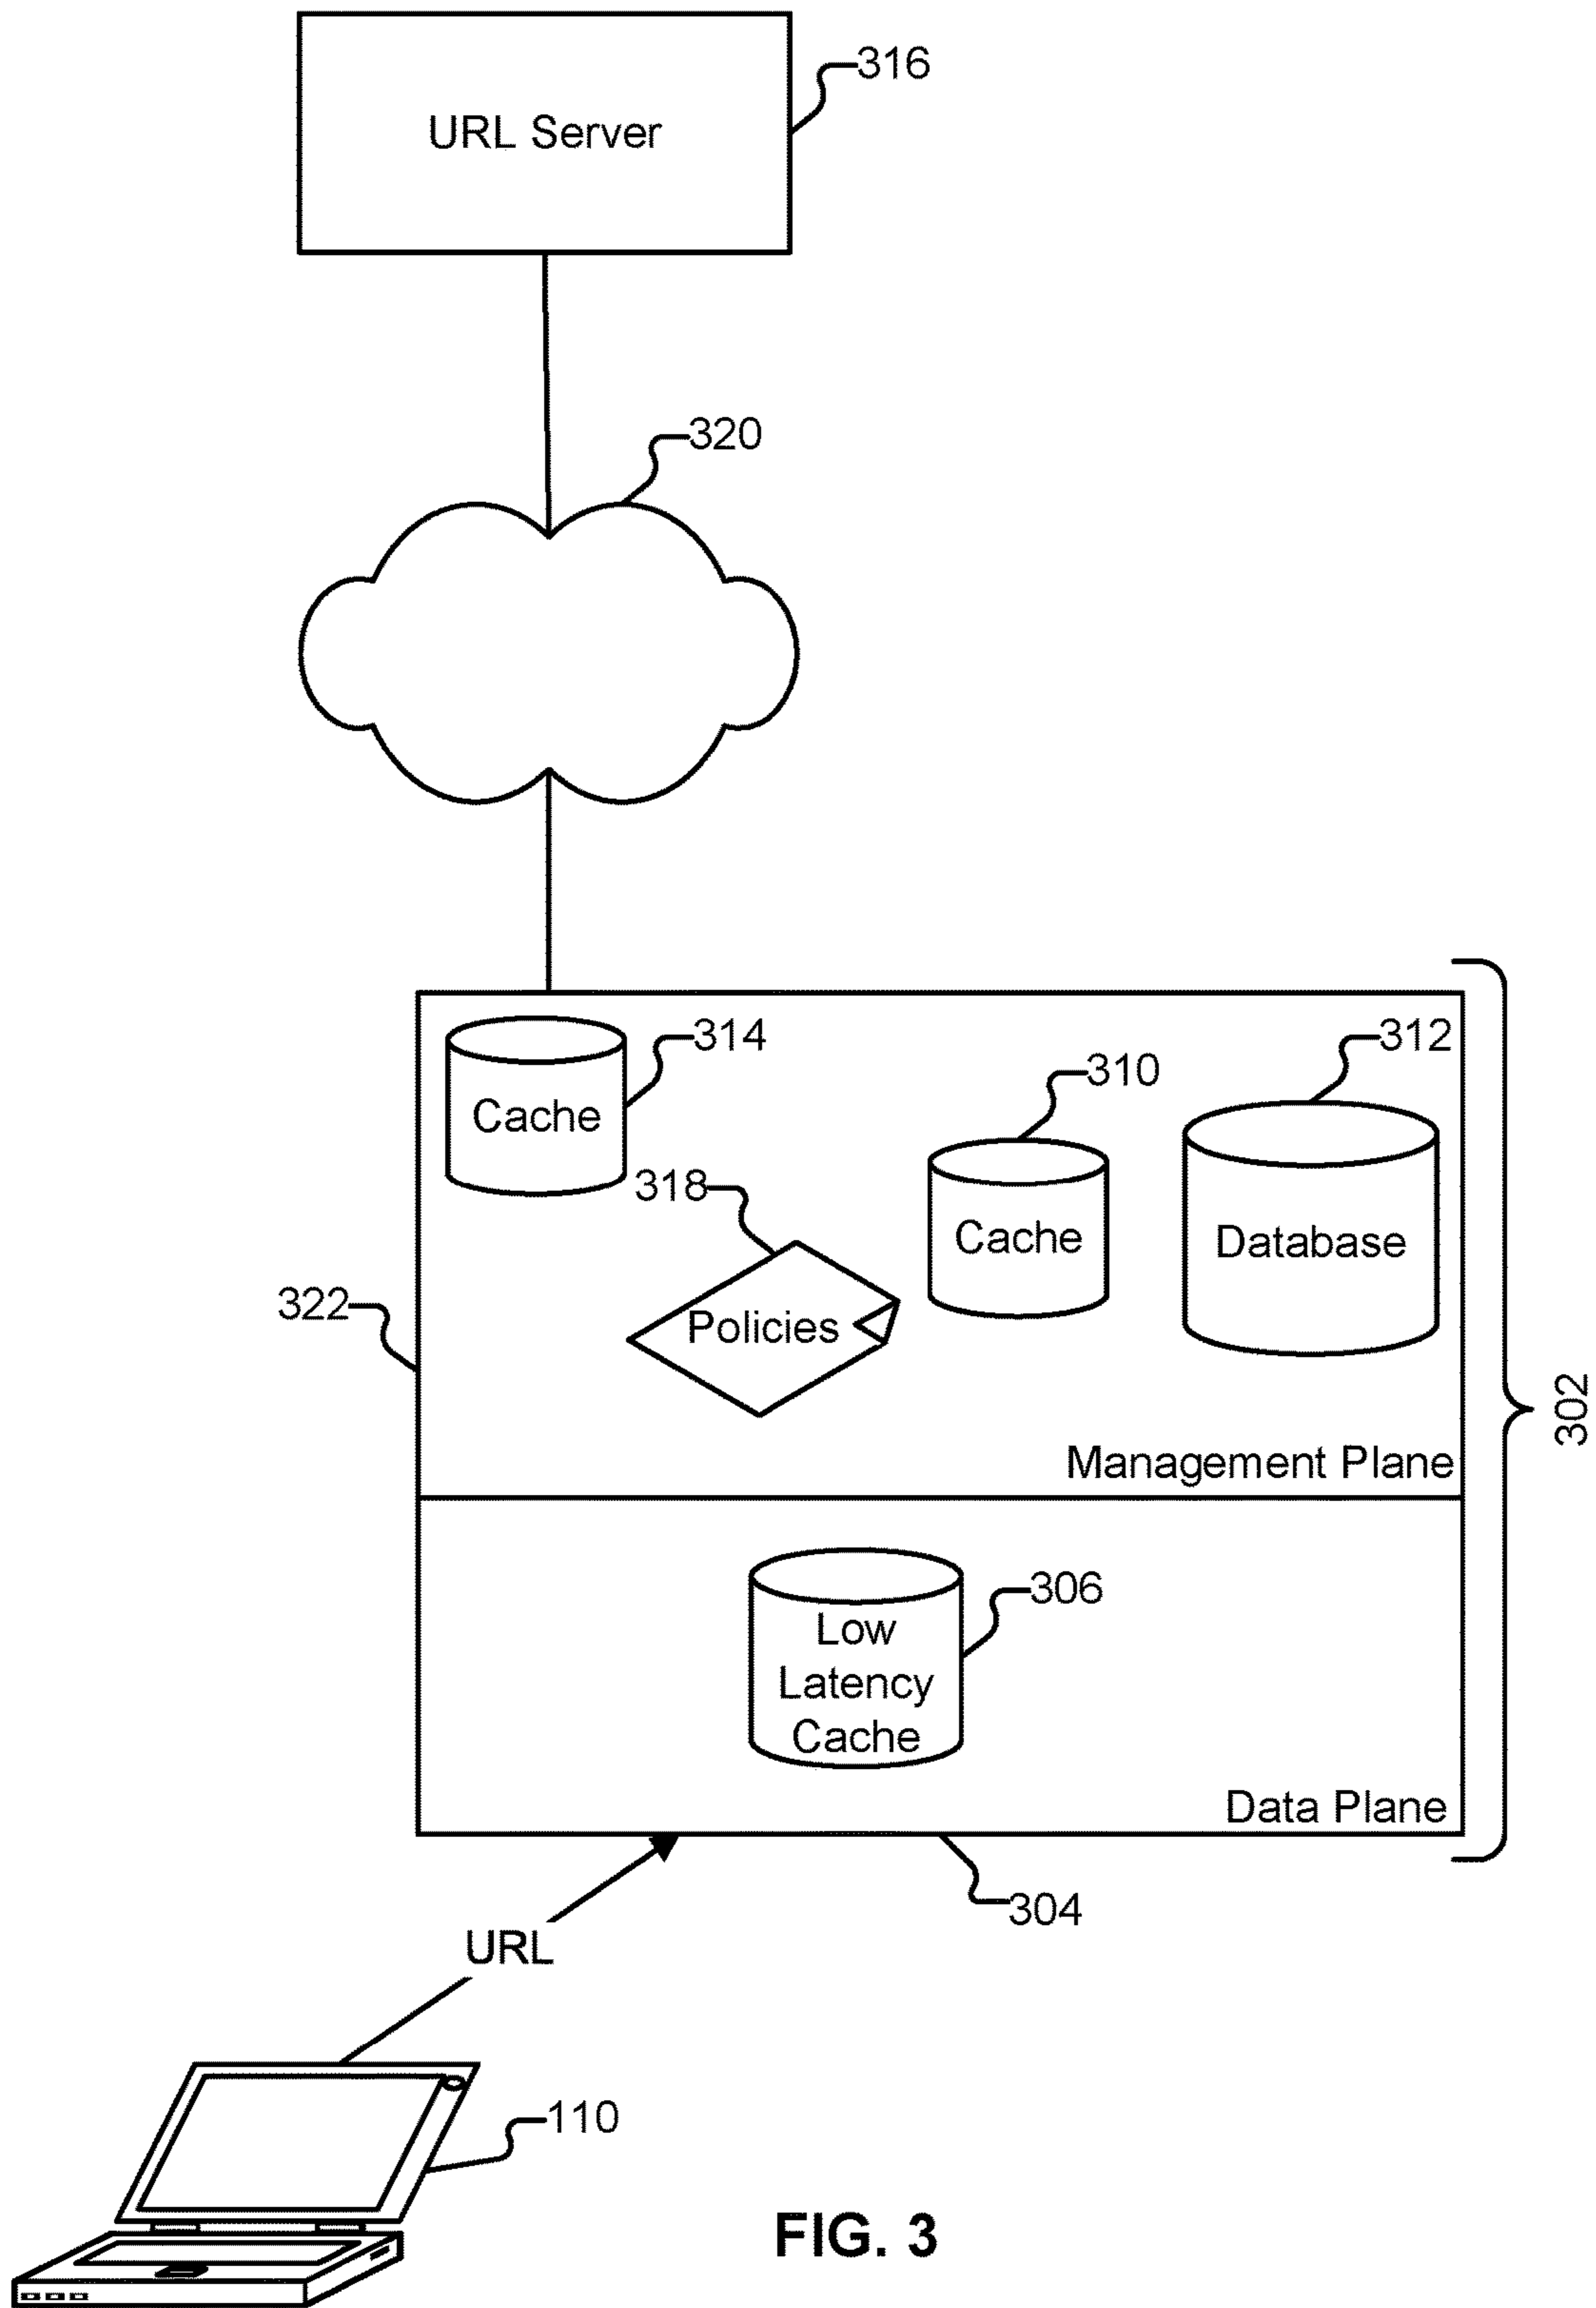 316
URL Server
320
314
312
310
Cache
318
Cache
Database
322
Policies
302
Management Plane
306
Low
Latency
Cache
Data Plane
304
URL
110
FIG. 3